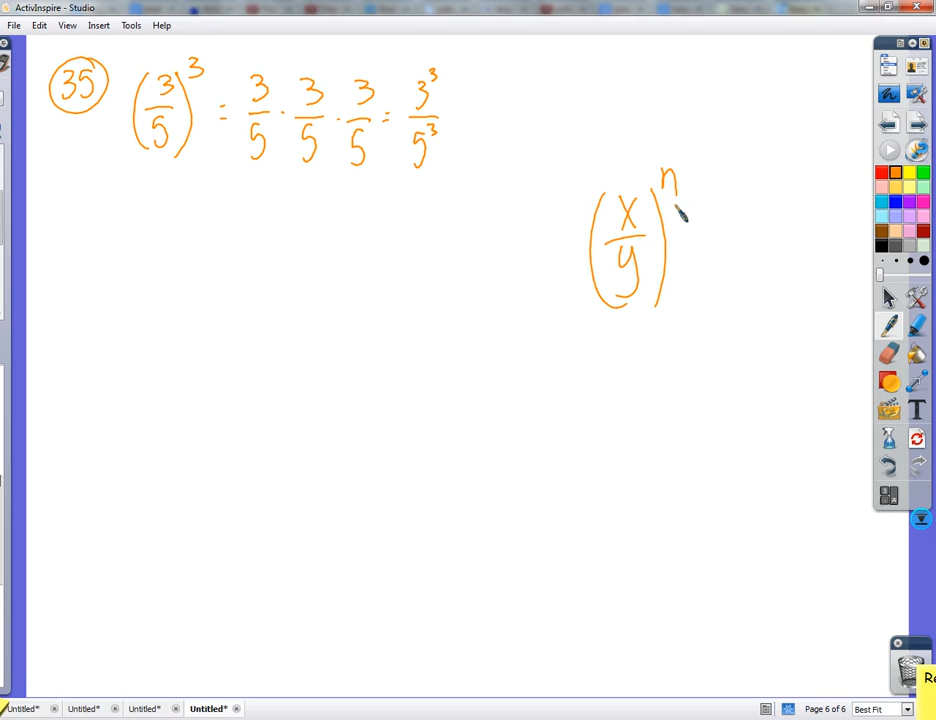 ActivInspire - Studio
File Edit View Insert Tools Help
35 (3/5)^3 = 3/5 · 3/5 · 3/5 = 3^3/5^3
(x/y)^n
T
Re
Untitled* Untitled* Untitled* Untitled* Page 6 of 6 Best Fit